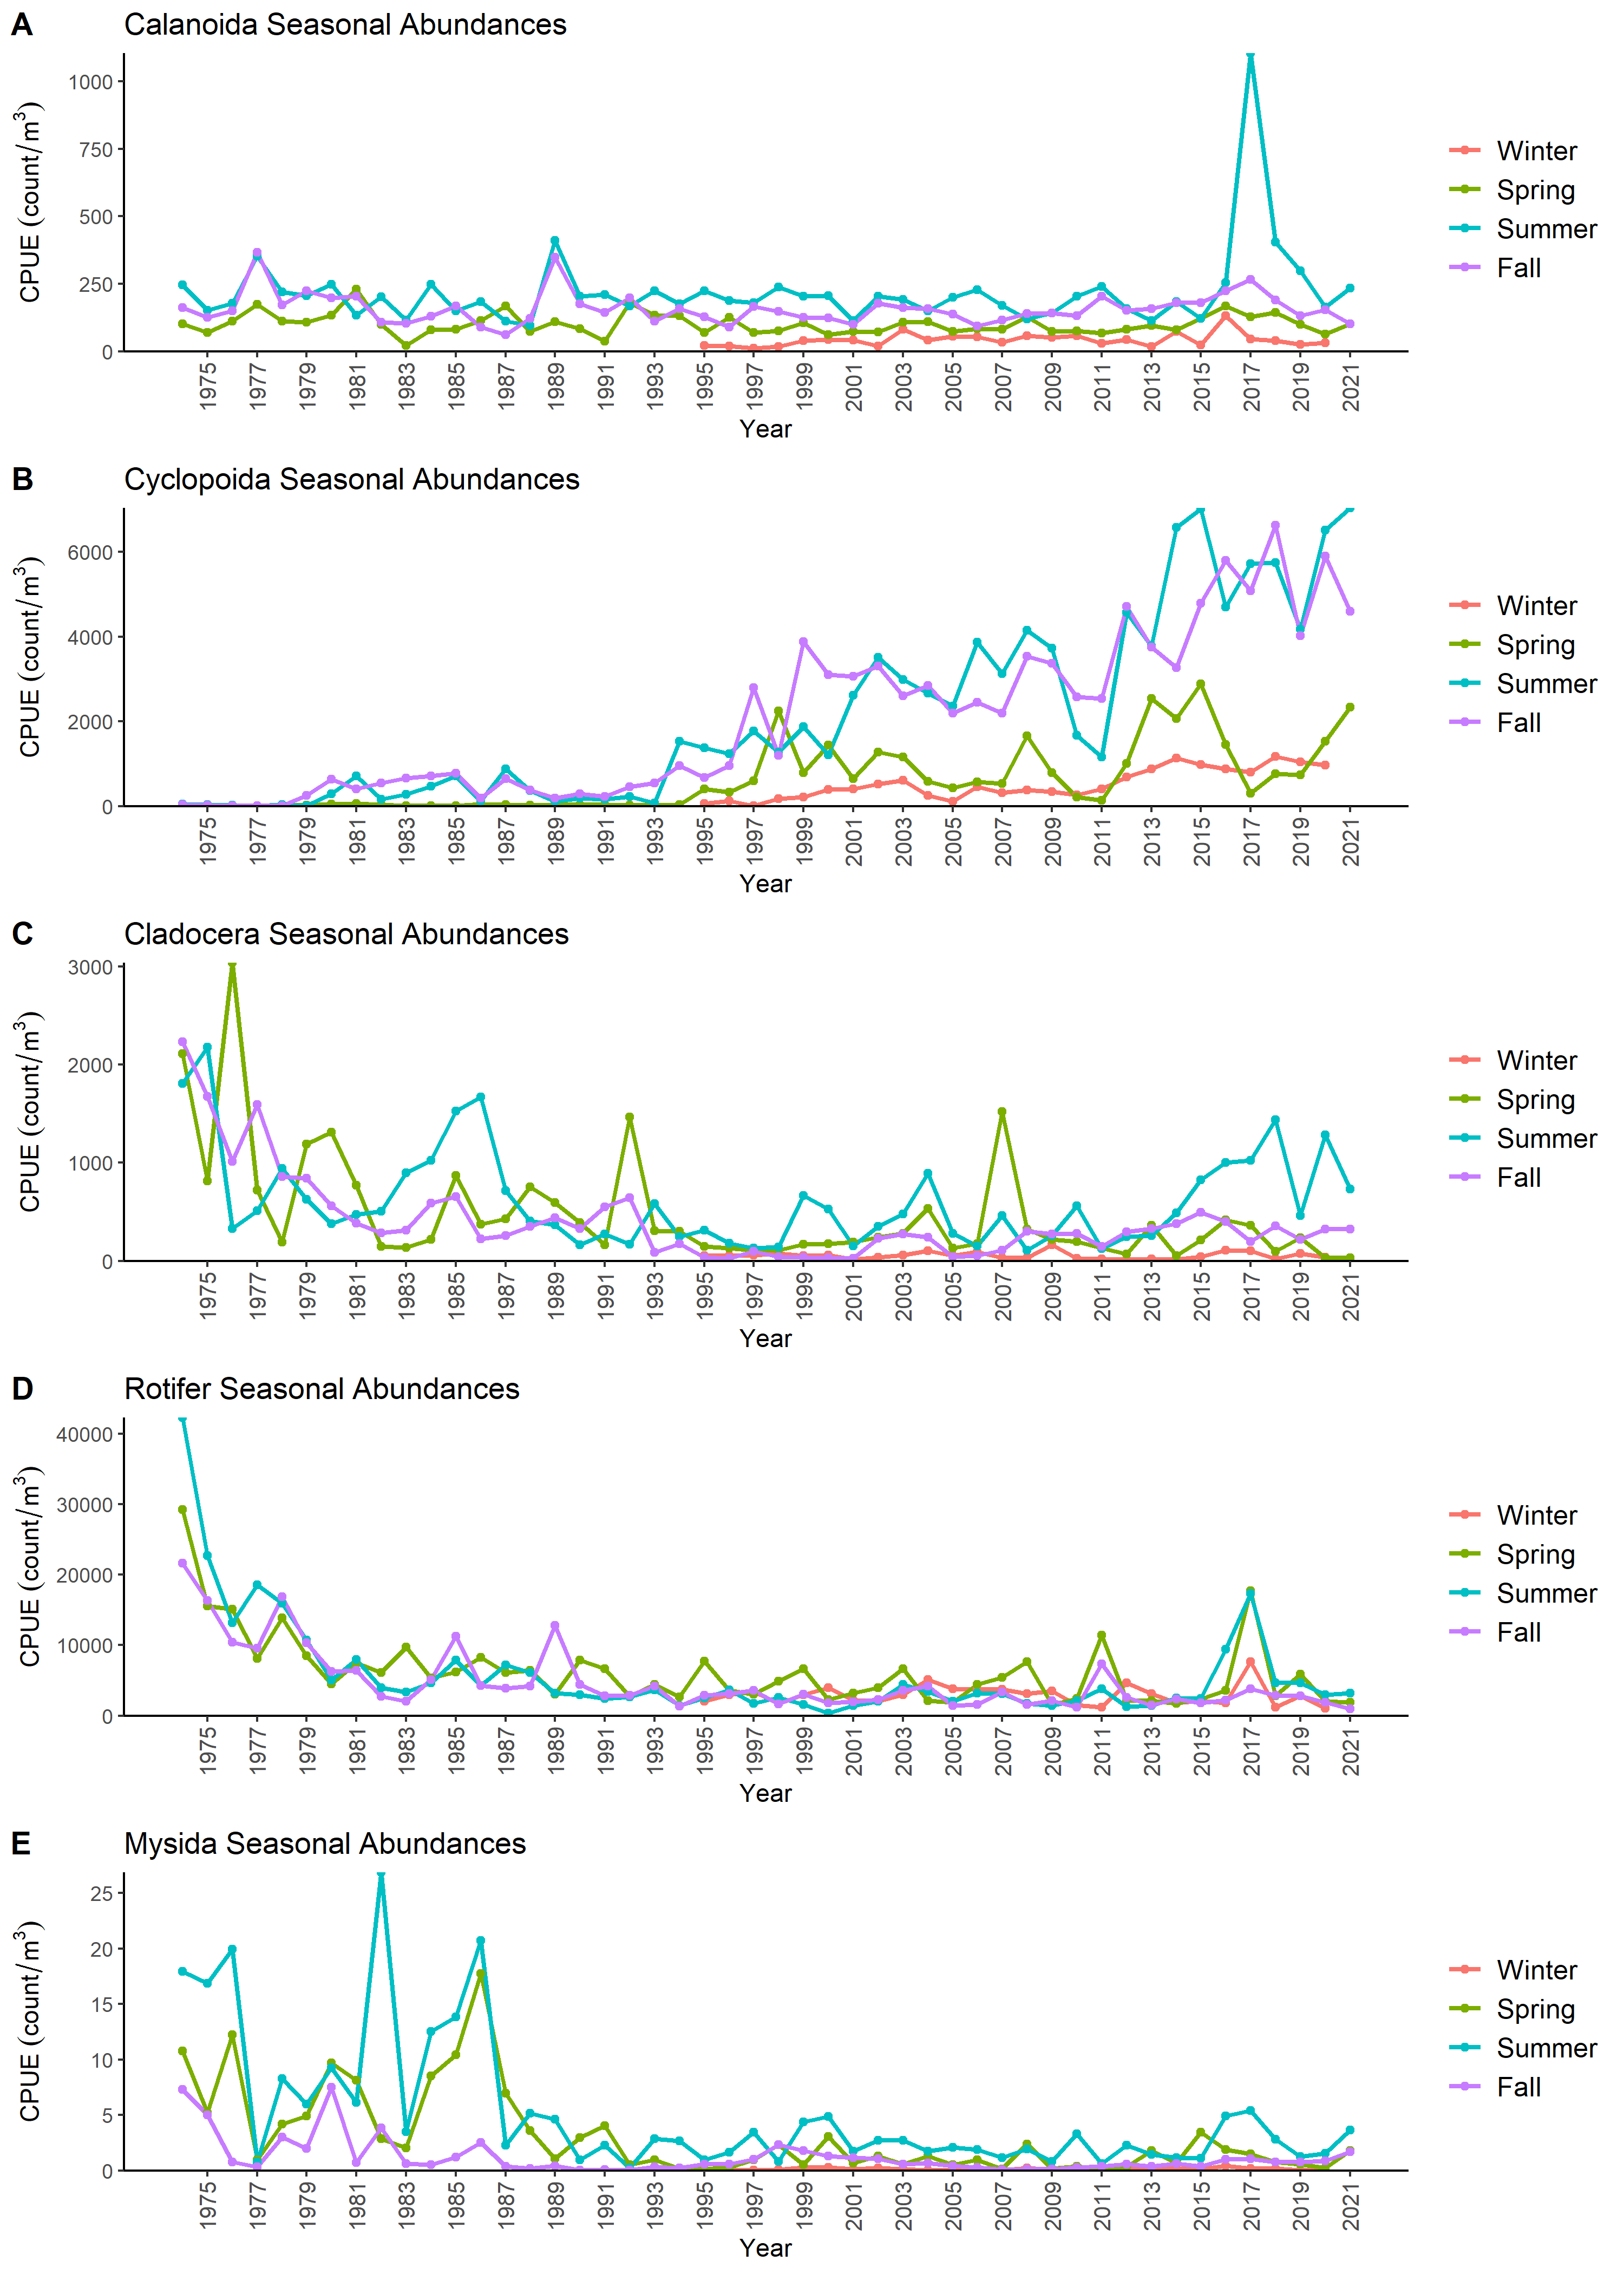 A Calanoida Seasonal Abundances
CPUE (count/m³)
1000
750
500
250
0
1975 1977 1979 1981 1983 1985 1987 1989 1991 1993 1995 1997 1999 2001 2003 2005 2007 2009 2011 2013 2015 2017 2019 2021
Year
Winter
Spring
Summer
Fall
B Cyclopoida Seasonal Abundances
CPUE (count/m³)
6000
4000
2000
0
1975 1977 1979 1981 1983 1985 1987 1989 1991 1993 1995 1997 1999 2001 2003 2005 2007 2009 2011 2013 2015 2017 2019 2021
Year
Winter
Spring
Summer
Fall
C Cladocera Seasonal Abundances
CPUE (count/m³)
3000
2000
1000
0
1975 1977 1979 1981 1983 1985 1987 1989 1991 1993 1995 1997 1999 2001 2003 2005 2007 2009 2011 2013 2015 2017 2019 2021
Year
Winter
Spring
Summer
Fall
D Rotifer Seasonal Abundances
CPUE (count/m³)
40000
30000
20000
10000
0
1975 1977 1979 1981 1983 1985 1987 1989 1991 1993 1995 1997 1999 2001 2003 2005 2007 2009 2011 2013 2015 2017 2019 2021
Year
Winter
Spring
Summer
Fall
E Mysida Seasonal Abundances
CPUE (count/m³)
25
20
15
10
5
0
1975 1977 1979 1981 1983 1985 1987 1989 1991 1993 1995 1997 1999 2001 2003 2005 2007 2009 2011 2013 2015 2017 2019 2021
Year
Winter
Spring
Summer
Fall